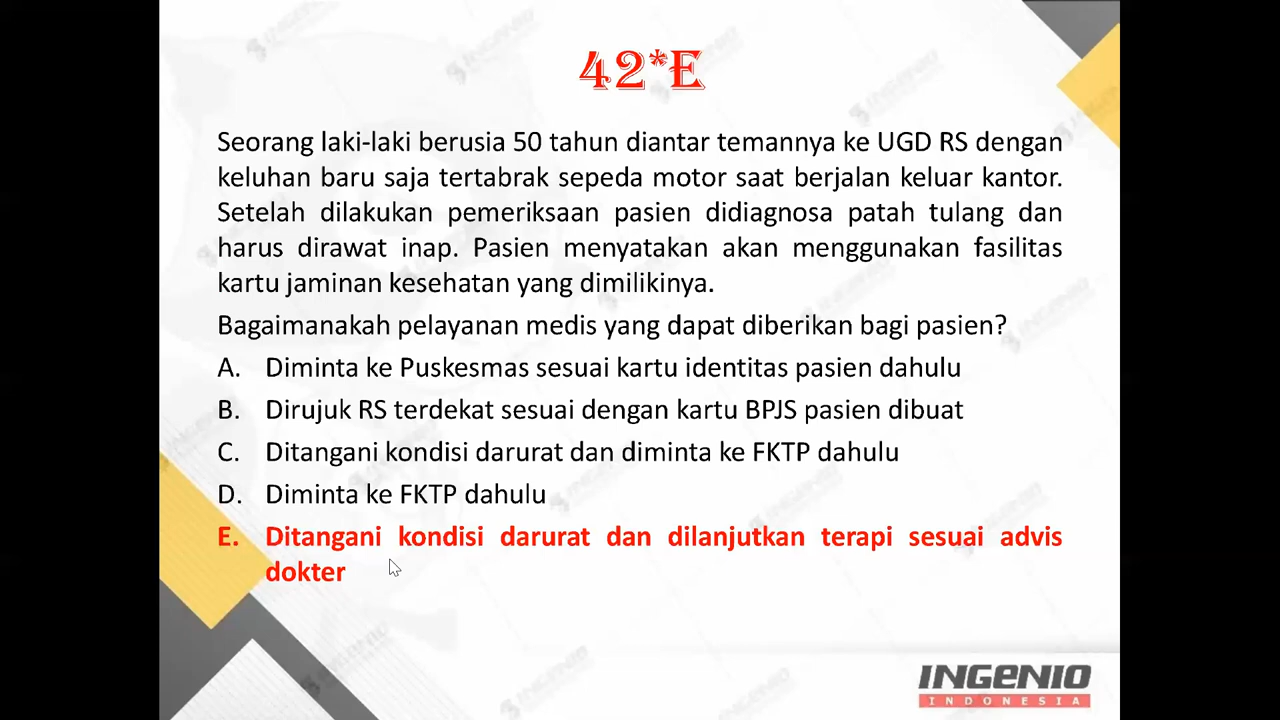 42*E
Seorang laki-laki berusia 50 tahun diantar temannya ke UGD RS dengan
keluhan baru saja tertabrak sepeda motor saat berjalan keluar kantor.
Setelah dilakukan pemeriksaan pasien didiagnosa patah tulang dan
harus dirawat inap. Pasien menyatakan akan menggunakan fasilitas
kartu jaminan kesehatan yang dimilikinya.
Bagaimanakah pelayanan medis yang dapat diberikan bagi pasien?
A. Diminta ke Puskesmas sesuai kartu identitas pasien dahulu
B. Dirujuk RS terdekat sesuai dengan kartu BPJS pasien dibuat
C. Ditangani kondisi darurat dan diminta ke FKTP dahulu
D. Diminta ke FKTP dahulu
E. Ditangani kondisi darurat dan dilanjutkan terapi sesuai advis
dokter
INGENIO
INDONESIA